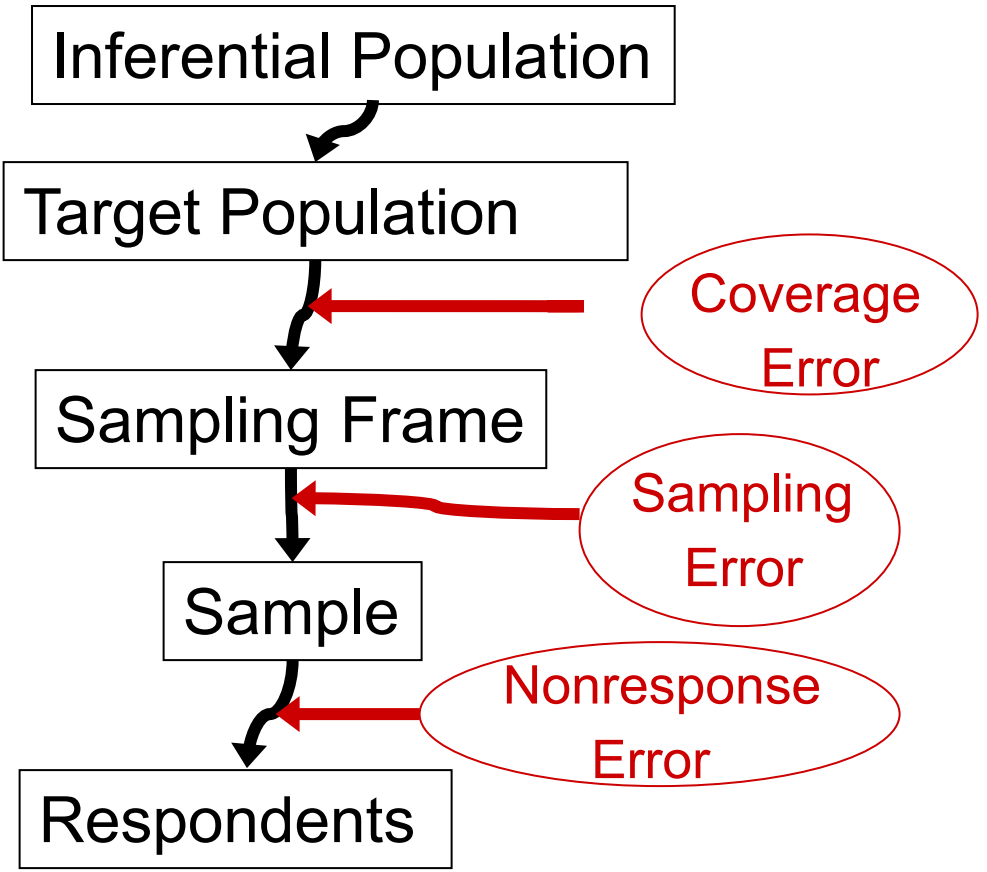 Inferential Population
Target Population
Coverage
Error
Sampling Frame
Sampling
Error
Sample
Nonresponse
Error
Respondents